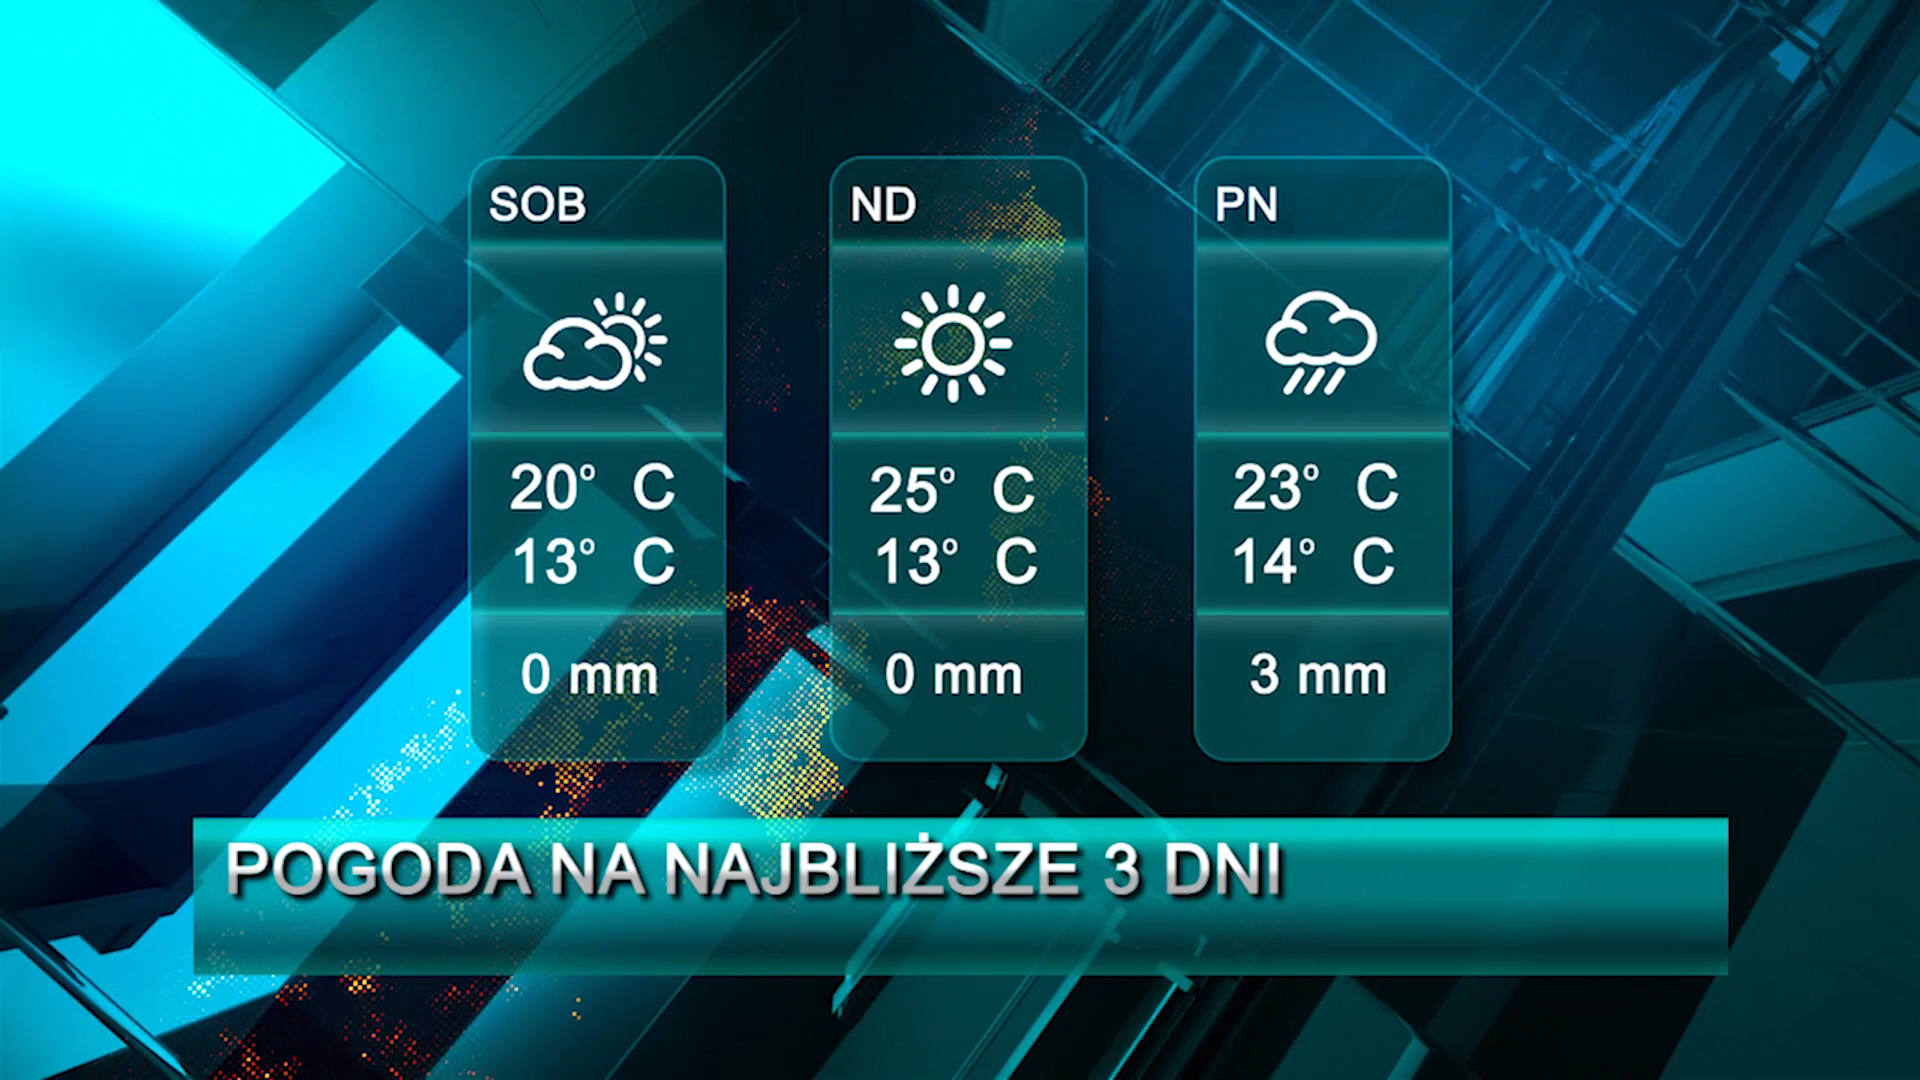 SOB
20° C
13° C
0 mm
ND
25° C
13° C
0 mm
PN
23° C
14° C
3 mm
POGODA NA NAJBLIŻSZE 3 DNI